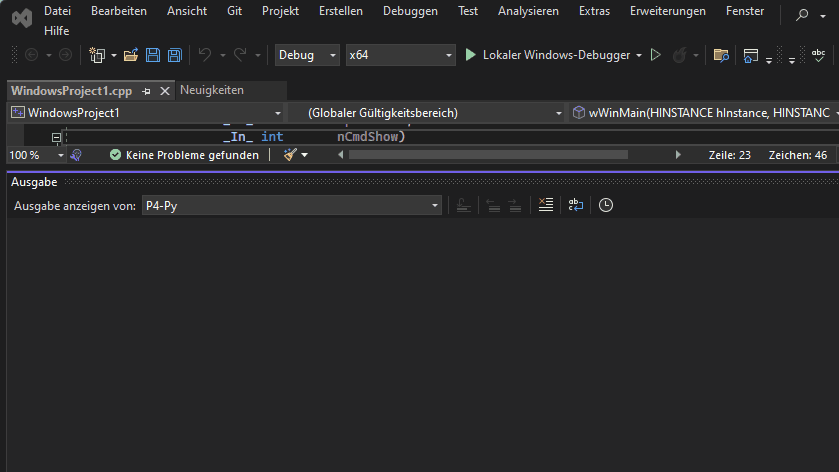 Datei Bearbeiten Ansicht Git Projekt Erstellen Debuggen Test Analysieren Extras Erweiterungen Fenster
Hilfe
Debug x64 Lokaler Windows-Debugger abc
WindowsProject1.cpp Neuigkeiten
WindowsProject1 (Globaler Gültigkeitsbereich) wWinMain(HINSTANCE hInstance, HINSTANC
_In_ int nCmdShow)
100 % Keine Probleme gefunden Zeile: 23 Zeichen: 46
Ausgabe
Ausgabe anzeigen von: P4-Py